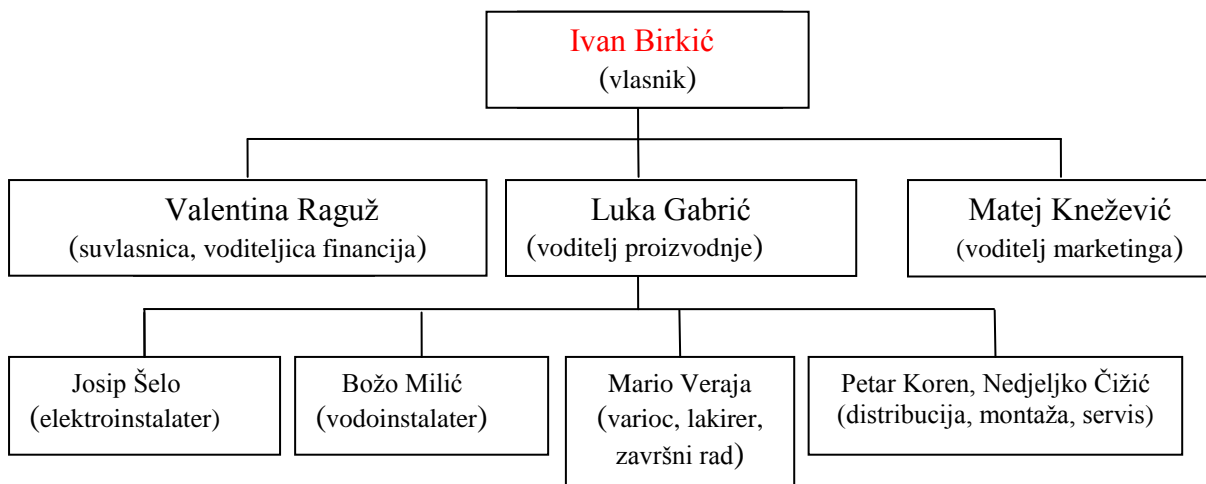 Ivan Birkić
(vlasnik)
Valentina Raguž
(suvlasnica, voditeljica financija)
Luka Gabrić
(voditelj proizvodnje)
Matej Knežević
(voditelj marketinga)
Josip Šelo
(elektroinstalater)
Božo Milić
(vodoinstalater)
Mario Veraja
(varioc, lakirer,
završni rad)
Petar Koren, Nedjeljko Čižić
(distribucija, montaža, servis)